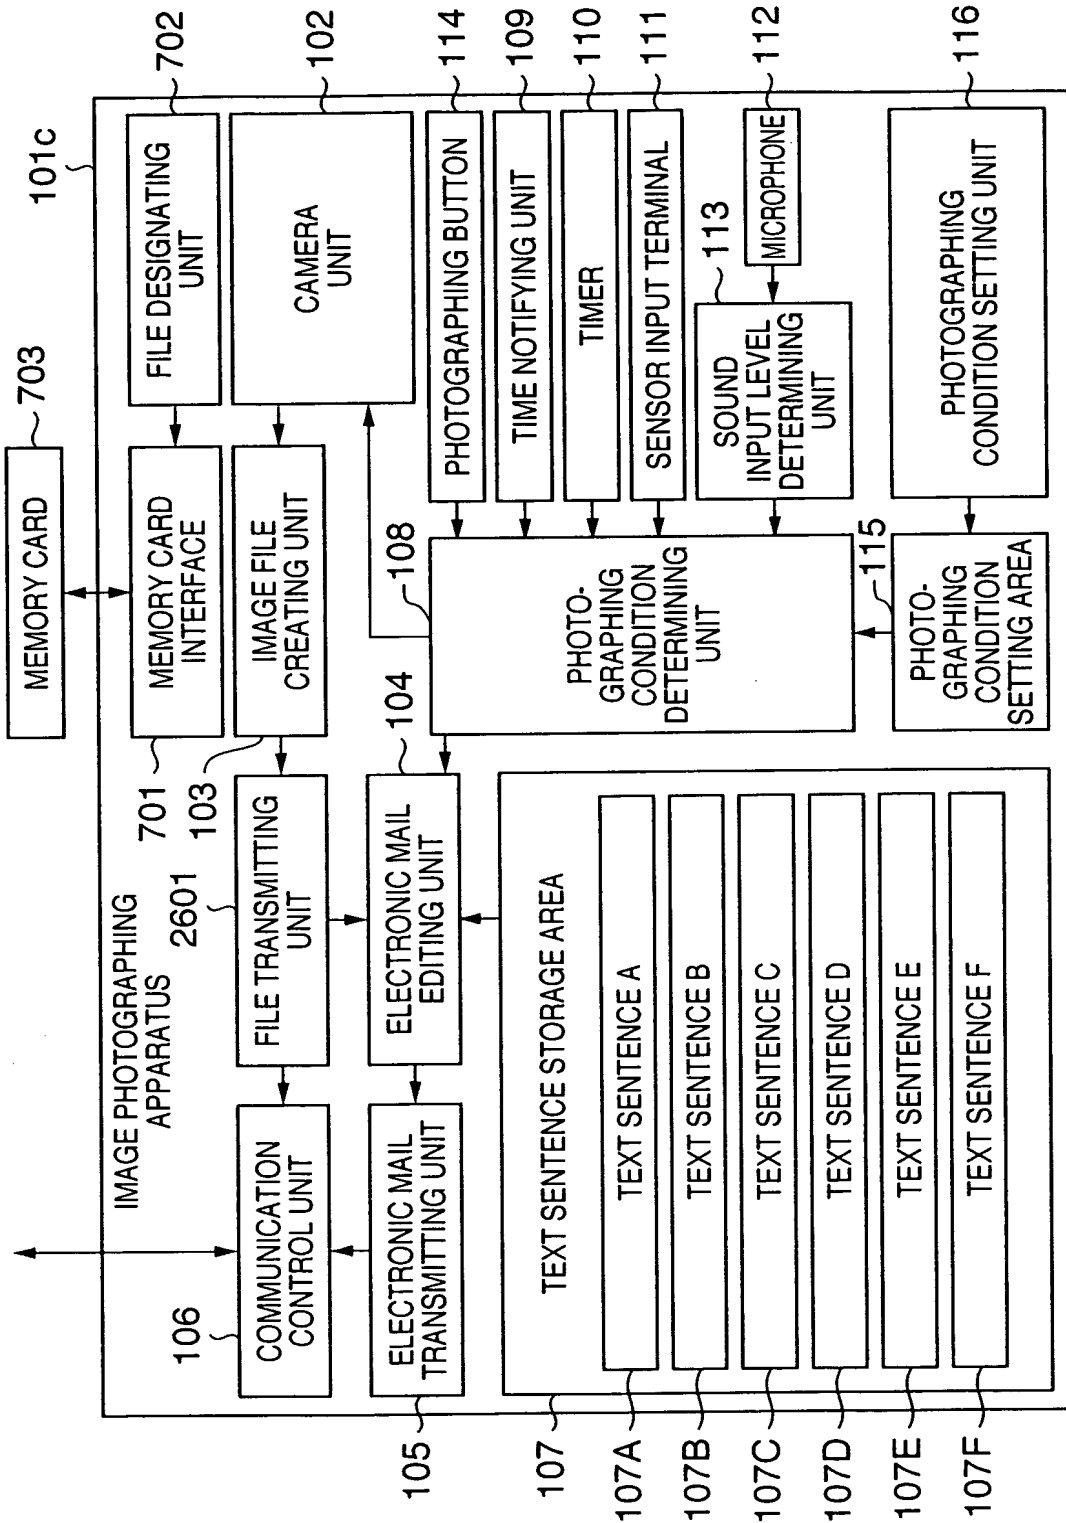 101c
IMAGE PHOTOGRAPHING
APPARATUS
703
MEMORY CARD
701
MEMORY CARD
INTERFACE
702
FILE DESIGNATING
UNIT
106
COMMUNICATION
CONTROL UNIT
2601
FILE TRANSMITTING
UNIT
103
IMAGE FILE
CREATING UNIT
102
CAMERA
UNIT
105
ELECTRONIC MAIL
TRANSMITTING UNIT
104
ELECTRONIC MAIL
EDITING UNIT
108
PHOTO-
GRAPHING
CONDITION
DETERMINING
UNIT
114
PHOTOGRAPHING BUTTON
109
TIME NOTIFYING UNIT
110
TIMER
111
SENSOR INPUT TERMINAL
113
SOUND
INPUT LEVEL
DETERMINING
UNIT
112
MICROPHONE
115
PHOTO-
GRAPHING
CONDITION
SETTING AREA
116
PHOTOGRAPHING
CONDITION SETTING UNIT
107
TEXT SENTENCE STORAGE AREA
107A
TEXT SENTENCE A
107B
TEXT SENTENCE B
107C
TEXT SENTENCE C
107D
TEXT SENTENCE D
107E
TEXT SENTENCE E
107F
TEXT SENTENCE F